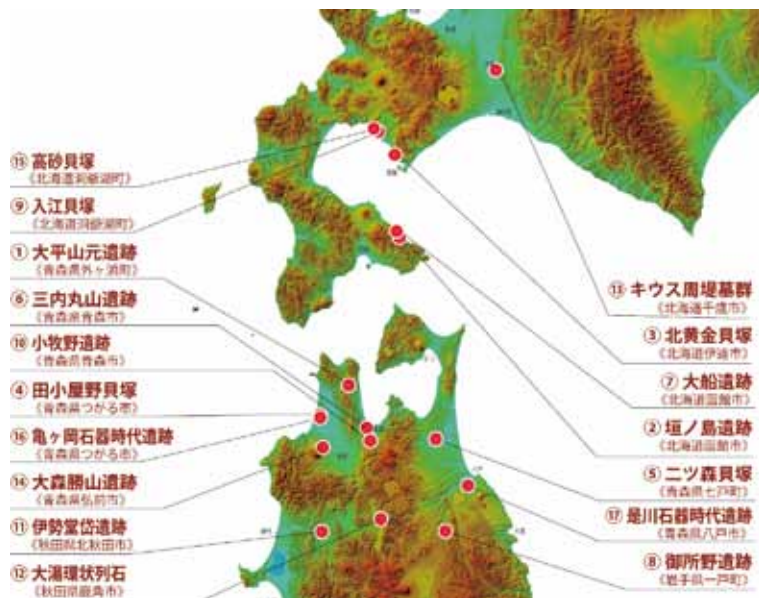 ⑮ 高砂貝塚
《北海道洞爺湖町》
⑨ 入江貝塚
《北海道洞爺湖町》
① 大平山元遺跡
《青森県外ヶ浜町》
⑥ 三内丸山遺跡
《青森県青森市》
⑩ 小牧野遺跡
《青森県青森市》
④ 田小屋野貝塚
《青森県つがる市》
⑯ 亀ヶ岡石器時代遺跡
《青森県つがる市》
⑭ 大森勝山遺跡
《青森県弘前市》
⑪ 伊勢堂岱遺跡
《秋田県北秋田市》
⑫ 大湯環状列石
《秋田県鹿角市》
⑬ キウス周堤墓群
《北海道千歳市》
③ 北黄金貝塚
《北海道伊達市》
⑦ 大船遺跡
《北海道函館市》
② 垣ノ島遺跡
《北海道函館市》
⑤ 二ツ森貝塚
《青森県七戸町》
⑰ 是川石器時代遺跡
《青森県八戸市》
⑧ 御所野遺跡
《岩手県一戸町》